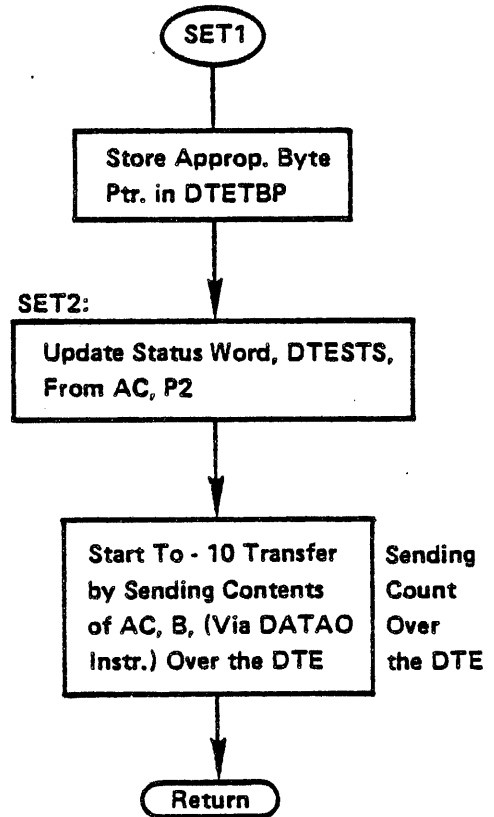 SET1
Store Approp. Byte
Ptr. in DTETBP
SET2:
Update Status Word, DTESTS,
From AC, P2
Start To - 10 Transfer
by Sending Contents
of AC, B, (Via DATAO
Instr.) Over the DTE
Sending
Count
Over
the DTE
Return